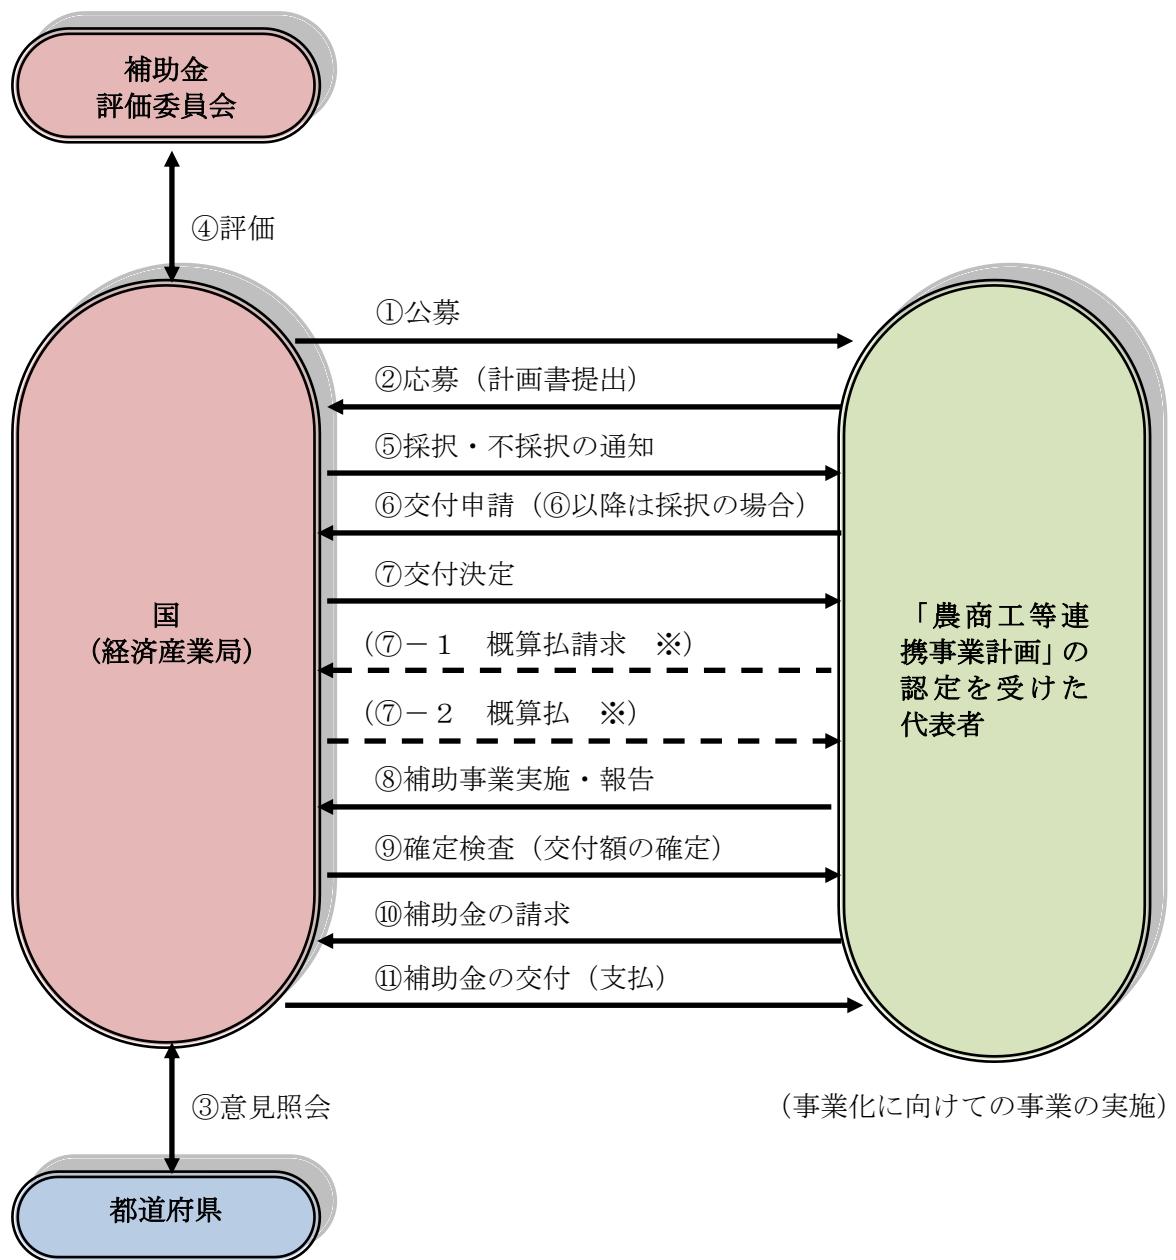 補助金
評価委員会
④評価
①公募
②応募（計画書提出）
⑤採択・不採択の通知
⑥交付申請（⑥以降は採択の場合）
⑦交付決定
（⑦－１　概算払請求　※）
（⑦－２　概算払　※）
⑧補助事業実施・報告
⑨確定検査（交付額の確定）
⑩補助金の請求
⑪補助金の交付（支払）
国
（経済産業局）
「農商工等連
携事業計画」の
認定を受けた
代表者
③意見照会
（事業化に向けての事業の実施）
都道府県